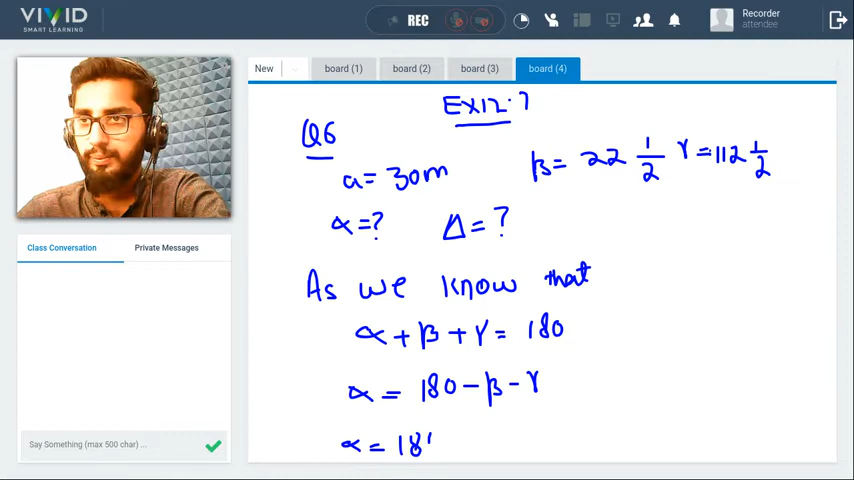 VIVID
SMART LEARNING
REC
Recorder
attendee
New
board (1)
board (2)
board (3)
board (4)
Class Conversation
Private Messages
Say Something (max 500 char) ...
EX12.7
Q6
a = 30m
β = 22 1/2
γ = 112 1/2
α = ?
Δ = ?
As we know that
α + β + γ = 180
α = 180 - β - γ
α = 18